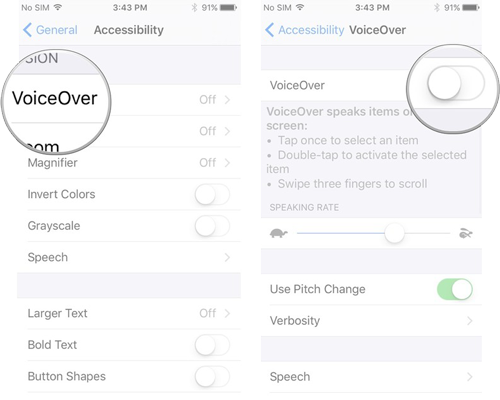 No SIM 3:43 PM 91%
General Accessibility
SION
VoiceOver Off
oom Off
Magnifier Off
Invert Colors
Grayscale
Speech
Larger Text Off
Bold Text
Button Shapes
No SIM 3:43 PM 91%
Accessibility VoiceOver
VoiceOver
VoiceOver speaks items o
screen:
• Tap once to select an item
• Double-tap to activate the selected
item
• Swipe three fingers to scroll
SPEAKING RATE
Use Pitch Change
Verbosity
Speech